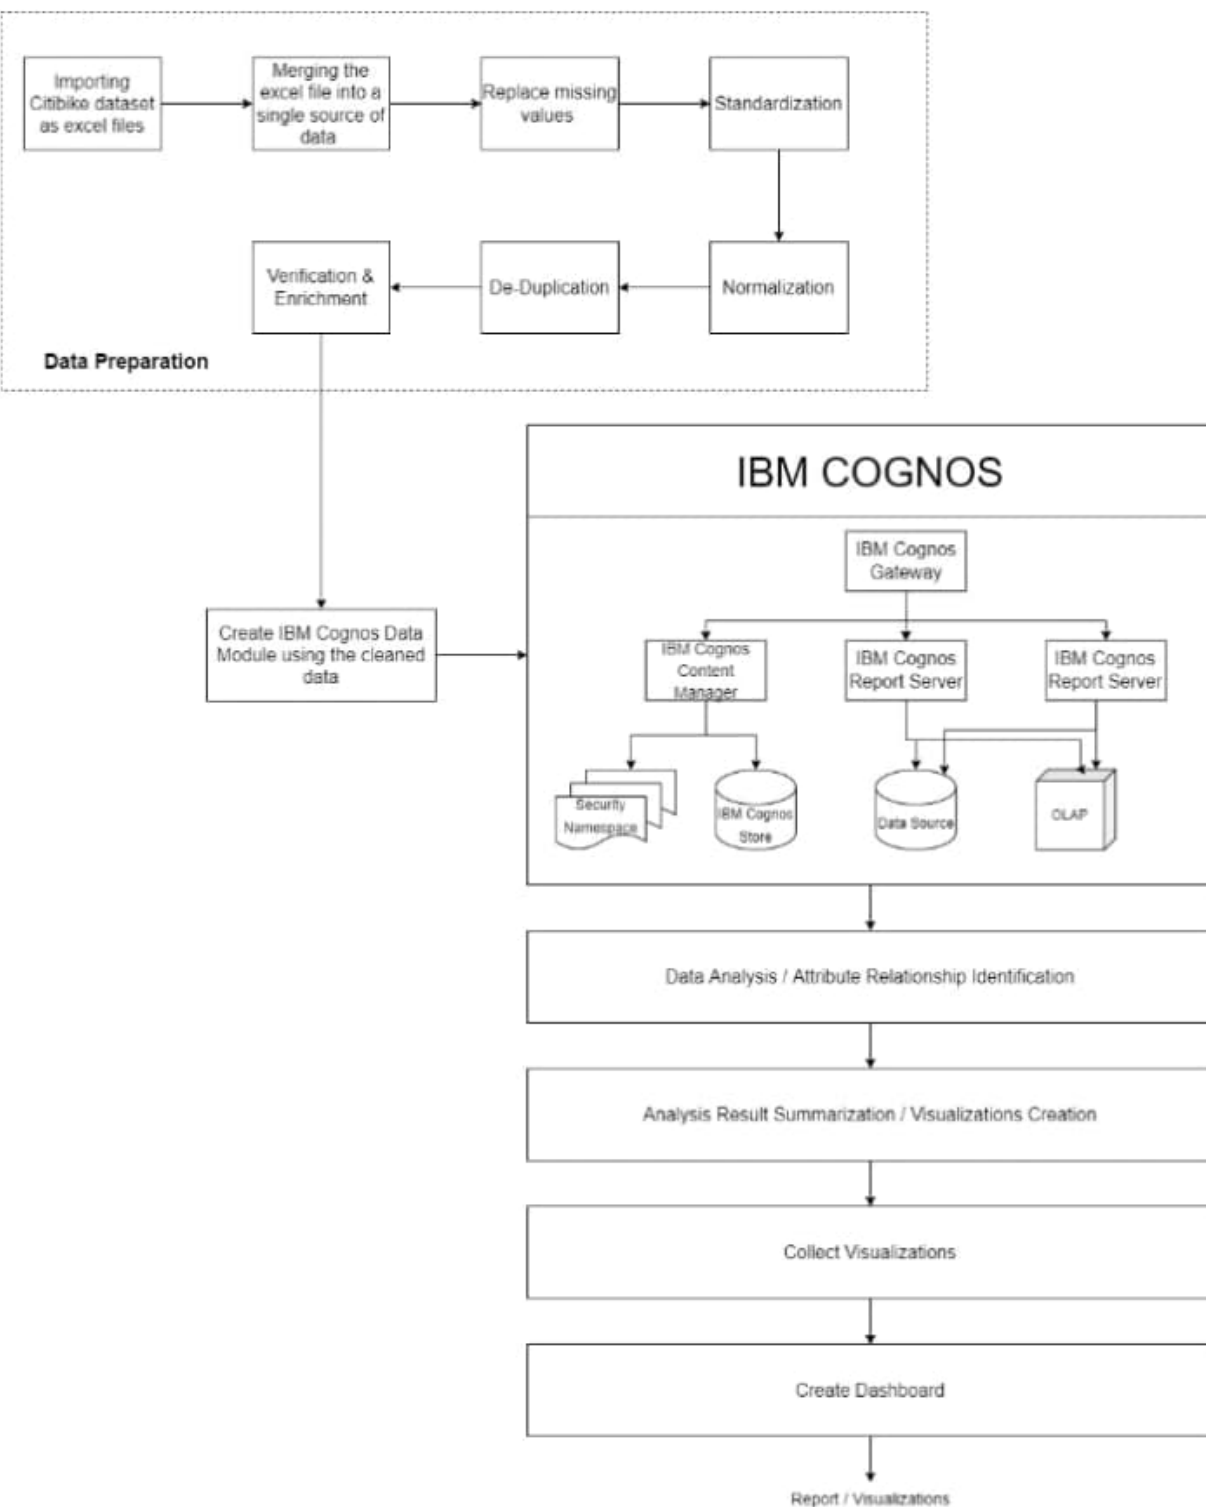 Importing
Citibike dataset
as excel files
Merging the
excel file into a
single source of
data
Replace missing
values
Standardization
Verification &
Enrichment
De-Duplication
Normalization
Data Preparation
IBM COGNOS
IBM Cognos
Gateway
Create IBM Cognos Data
Module using the cleaned
data
IBM Cognos
Content
Manager
IBM Cognos
Report Server
IBM Cognos
Report Server
Security
Namespace
IBM Cognos
Store
Data Source
OLAP
Data Analysis / Attribute Relationship Identification
Analysis Result Summarization / Visualizations Creation
Collect Visualizations
Create Dashboard
Report / Visualizations